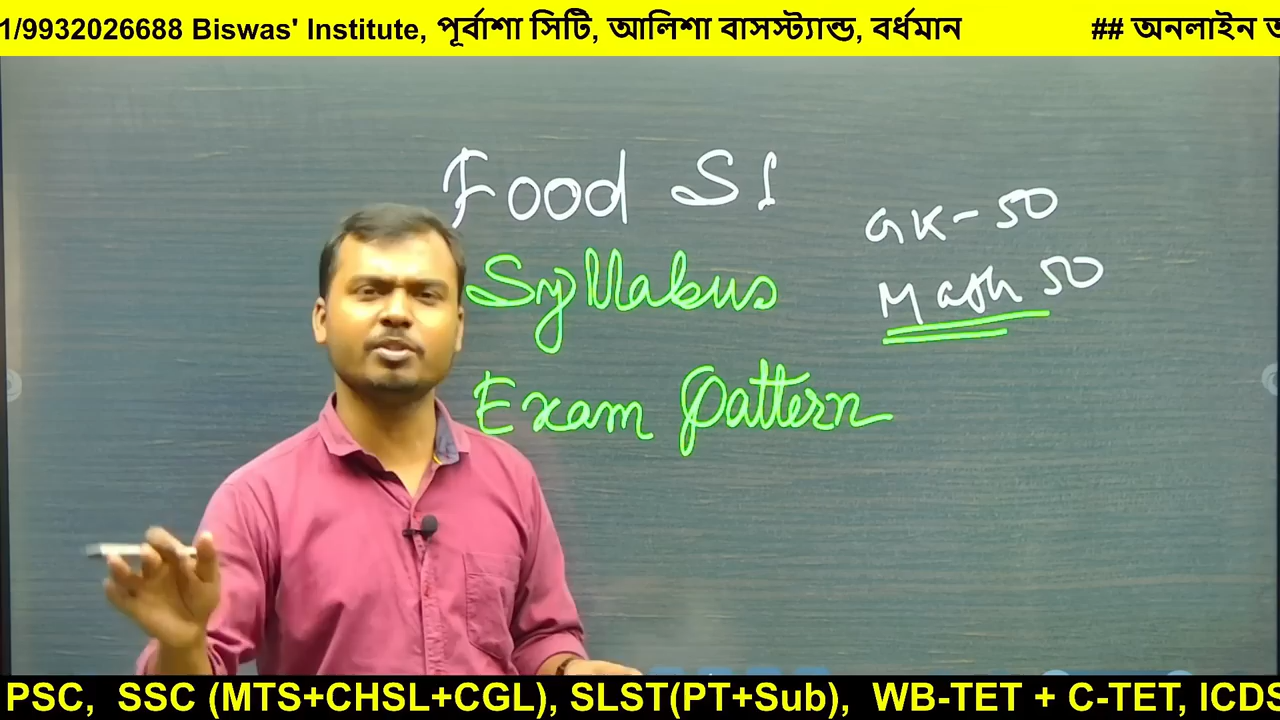 1/9932026688 Biswas' Institute, পূর্বাশা সিটি, আলিশা বাসস্ট্যান্ড, বর্ধমান ## অনলাইন
Food SI
GK-50
Syllabus
Math 50
Exam Pattern
PSC, SSC (MTS+CHSL+CGL), SLST(PT+Sub), WB-TET + C-TET, ICDS